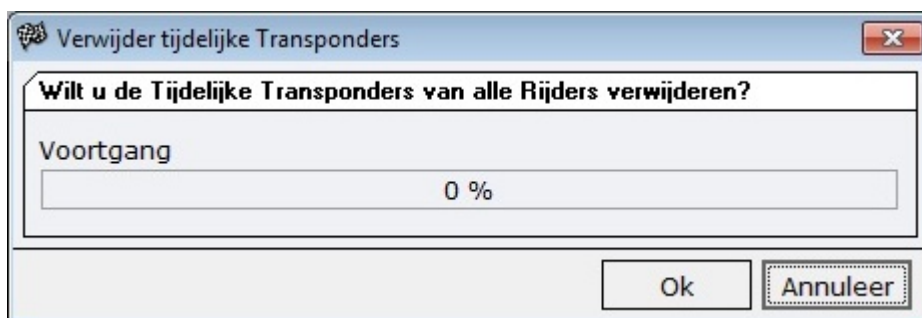 Verwijder tijdelijke Transponders
Wilt u de Tijdelijke Transponders van alle Rijders verwijderen?
Voortgang
0 %
Ok Annuleer